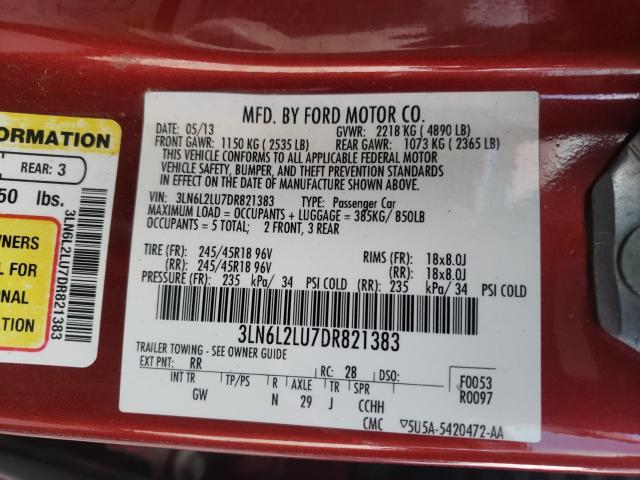 ORMATION
REAR: 3
50 lbs.
WNERS
L FOR
ONAL
N
3LN6L2LU7DR821383
MFD. BY FORD MOTOR CO.
DATE: 05/13 GVWR: 2218 KG ( 4890 LB)
FRONT GAWR: 1150 KG ( 2535 LB) REAR GAWR: 1073 KG ( 2365 LB)
THIS VEHICLE CONFORMS TO ALL APPLICABLE FEDERAL MOTOR
VEHICLE SAFETY, BUMPER, AND THEFT PREVENTION STANDARDS
IN EFFECT ON THE DATE OF MANUFACTURE SHOWN ABOVE.
VIN: 3LN6L2LU7DR821383 TYPE: Passenger Car
MAXIMUM LOAD = OCCUPANTS + LUGGAGE = 385KG/ 850LB
OCCUPANTS = 5 TOTAL; 2 FRONT, 3 REAR
TIRE (FR): 245/45R18 96V RIMS (FR): 18x8.0J
(RR): 245/45R18 96V (RR): 18x8.0J
PRESSURE (FR): 235 kPa/ 34 PSI COLD (RR): 235 kPa/ 34 PSI COLD
3LN6L2LU7DR821383
TRAILER TOWING - SEE OWNER GUIDE
EXT PNT: RR RC: 28 DSO: F0053
INT TR TP/PS R AXLE TR SPR R0097
GW N 29 J CCHH
CMC ▽5U5A-5420472-AA